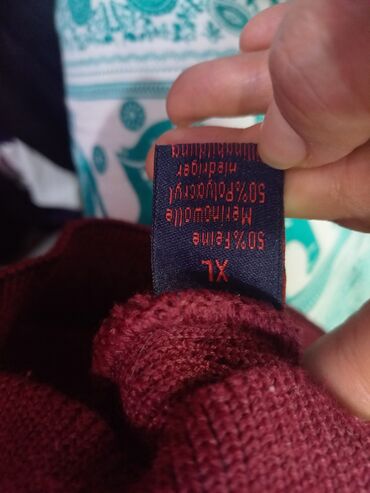 XL
50%Feine
Merinowolle
50%Polyacryl
niedriger